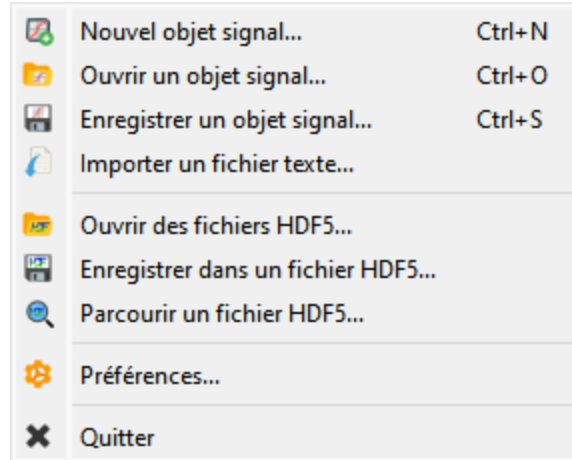 Nouvel objet signal... Ctrl+N
Ouvrir un objet signal... Ctrl+O
Enregistrer un objet signal... Ctrl+S
Importer un fichier texte...
Ouvrir des fichiers HDF5...
Enregistrer dans un fichier HDF5...
Parcourir un fichier HDF5...
Préférences...
Quitter